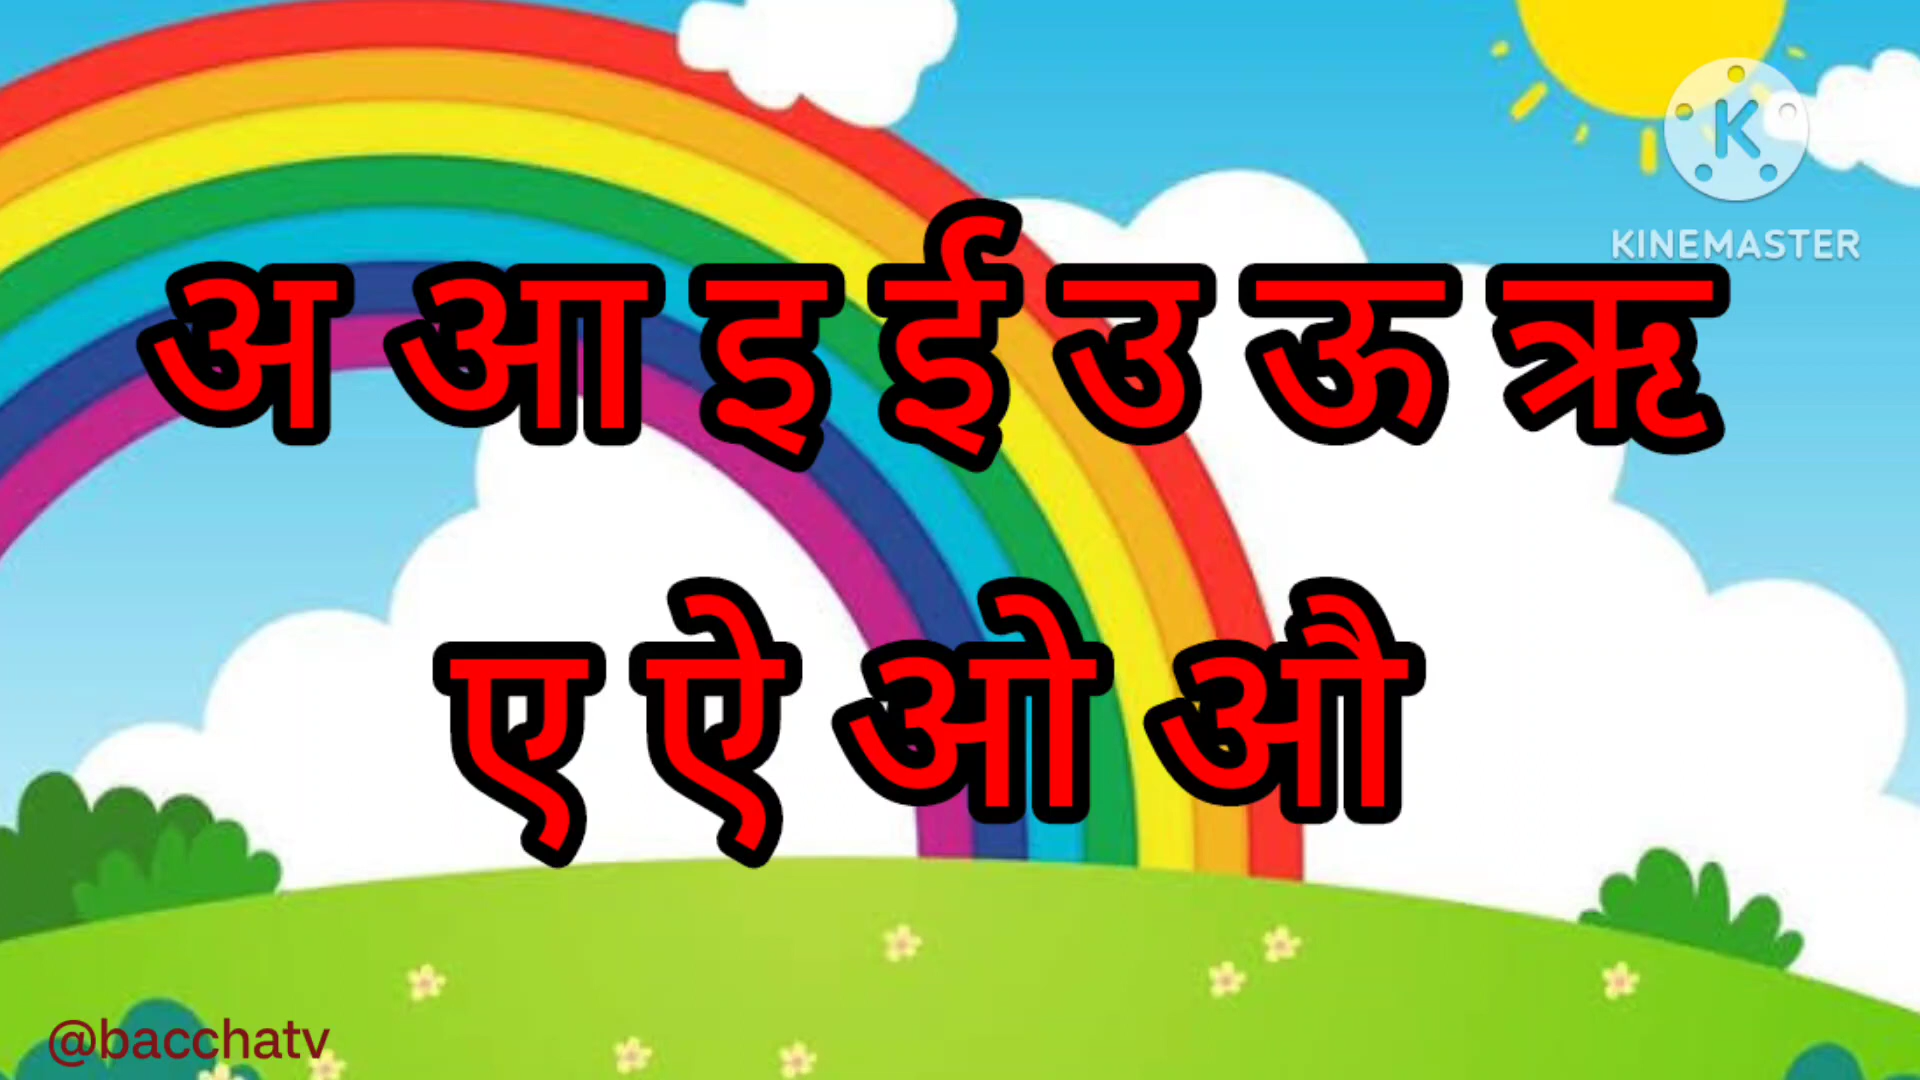 K
KINEMASTER
अ आ इ ई उ ऊ ऋ
ए ऐ ओ औ
@bacchatv